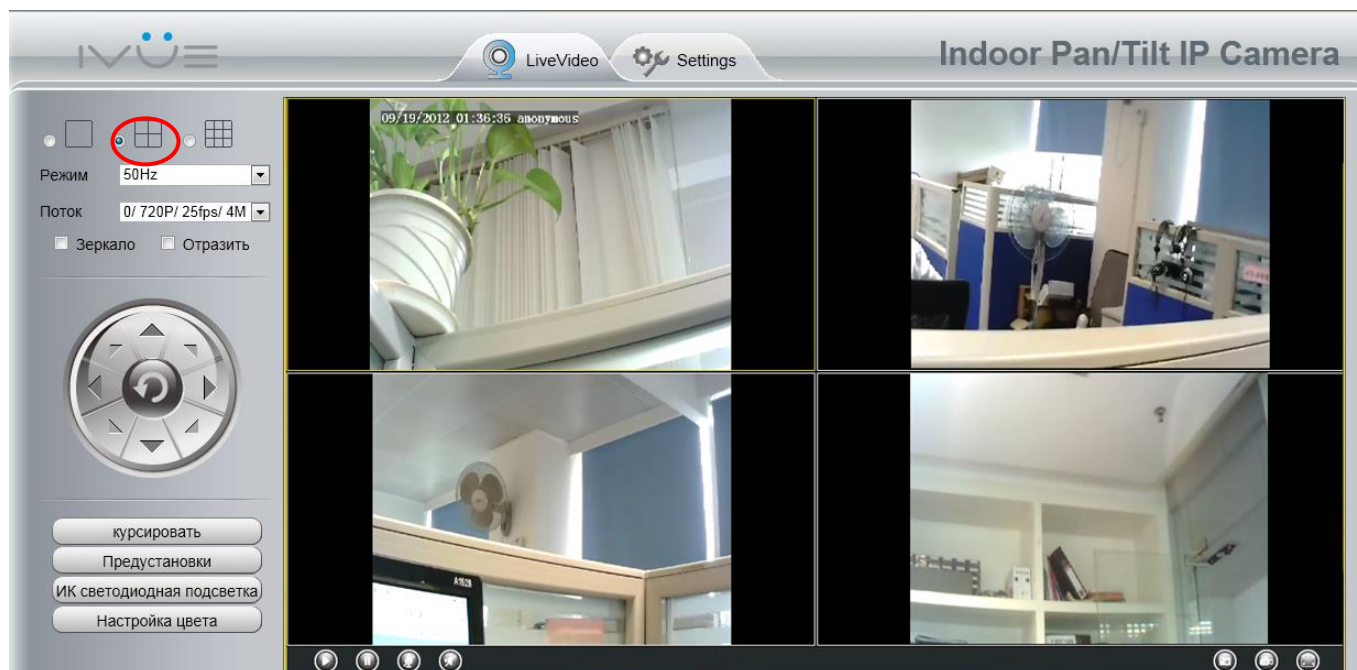 IVUE
LiveVideo
Settings
Indoor Pan/Tilt IP Camera
Режим
50Hz
Поток
0/ 720P/ 25fps/ 4M
Зеркало
Отразить
курсировать
Предустановки
ИК светодиодная подсветка
Настройка цвета
09/19/2012 01:36:36 anonymous
A1929